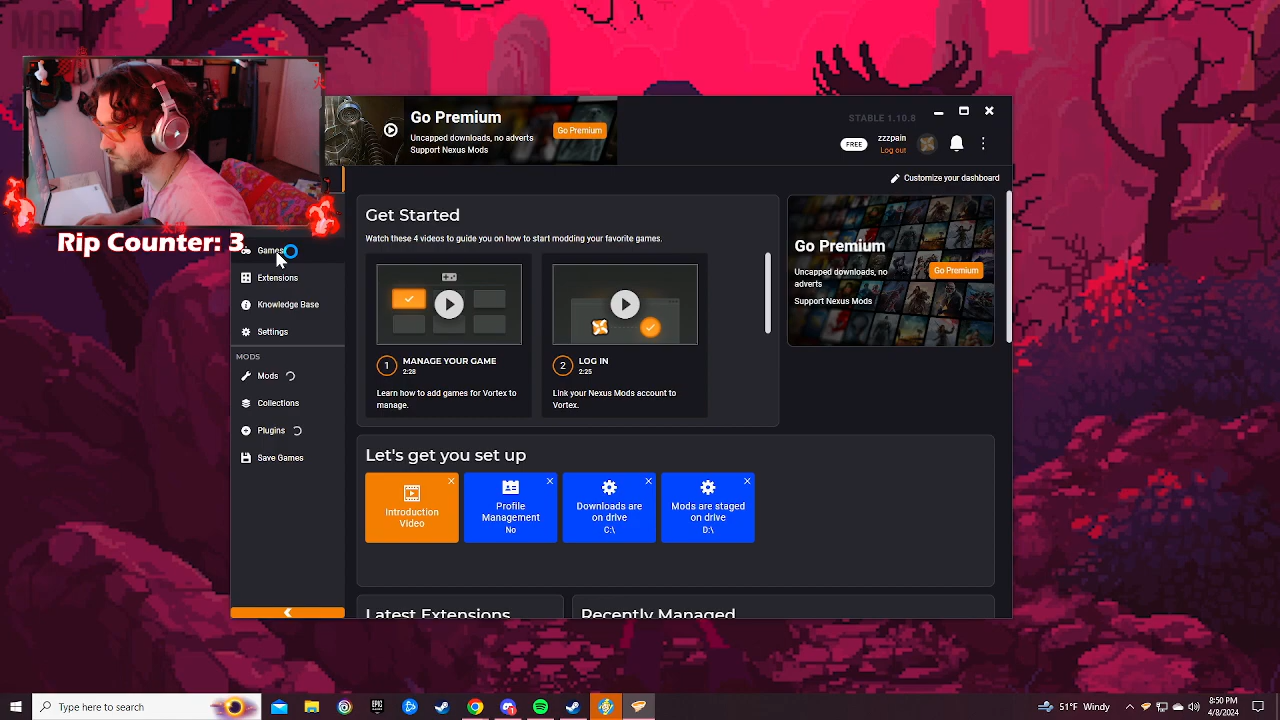 MARINE
Go Premium
Uncapped downloads, no adverts
Support Nexus Mods
Go Premium
STABLE 1.10.8
FREE
zzzpain
Log out
Customize your dashboard
Rip Counter: 3
Games
Extensions
Knowledge Base
Settings
MODS
Mods
Collections
Plugins
Save Games
Get Started
Watch these 4 videos to guide you on how to start modding your favorite games.
1 MANAGE YOUR GAME
2:28
Learn how to add games for Vortex to
manage.
2 LOG IN
2:25
Link your Nexus Mods account to
Vortex.
Go Premium
Uncapped downloads, no
adverts
Support Nexus Mods
Go Premium
Let's get you set up
Introduction
Video
Profile
Management
No
Downloads are
on drive
C:\
Mods are staged
on drive
D:\
Latest Extensions
Recently Managed
Type here to search
EPIC
51°F Windy
8:50 PM
4/8/2024